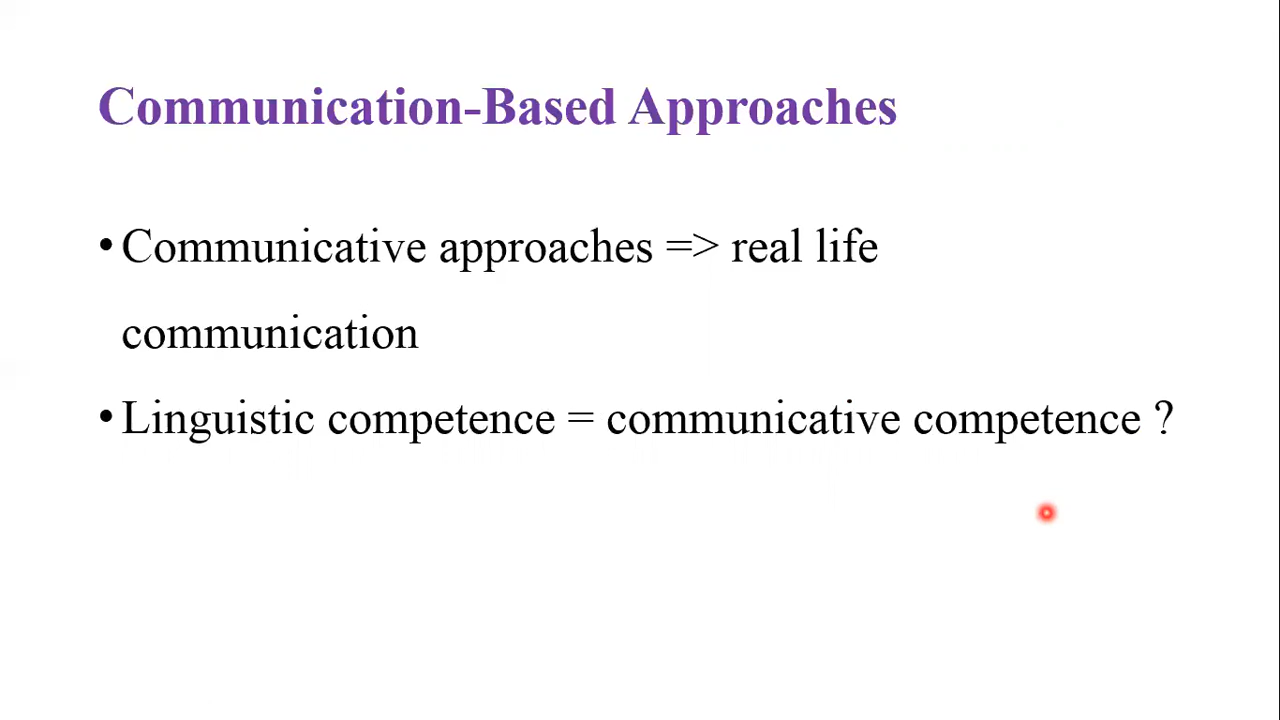 Communication-Based Approaches
•Communicative approaches => real life
communication
•Linguistic competence = communicative competence ?